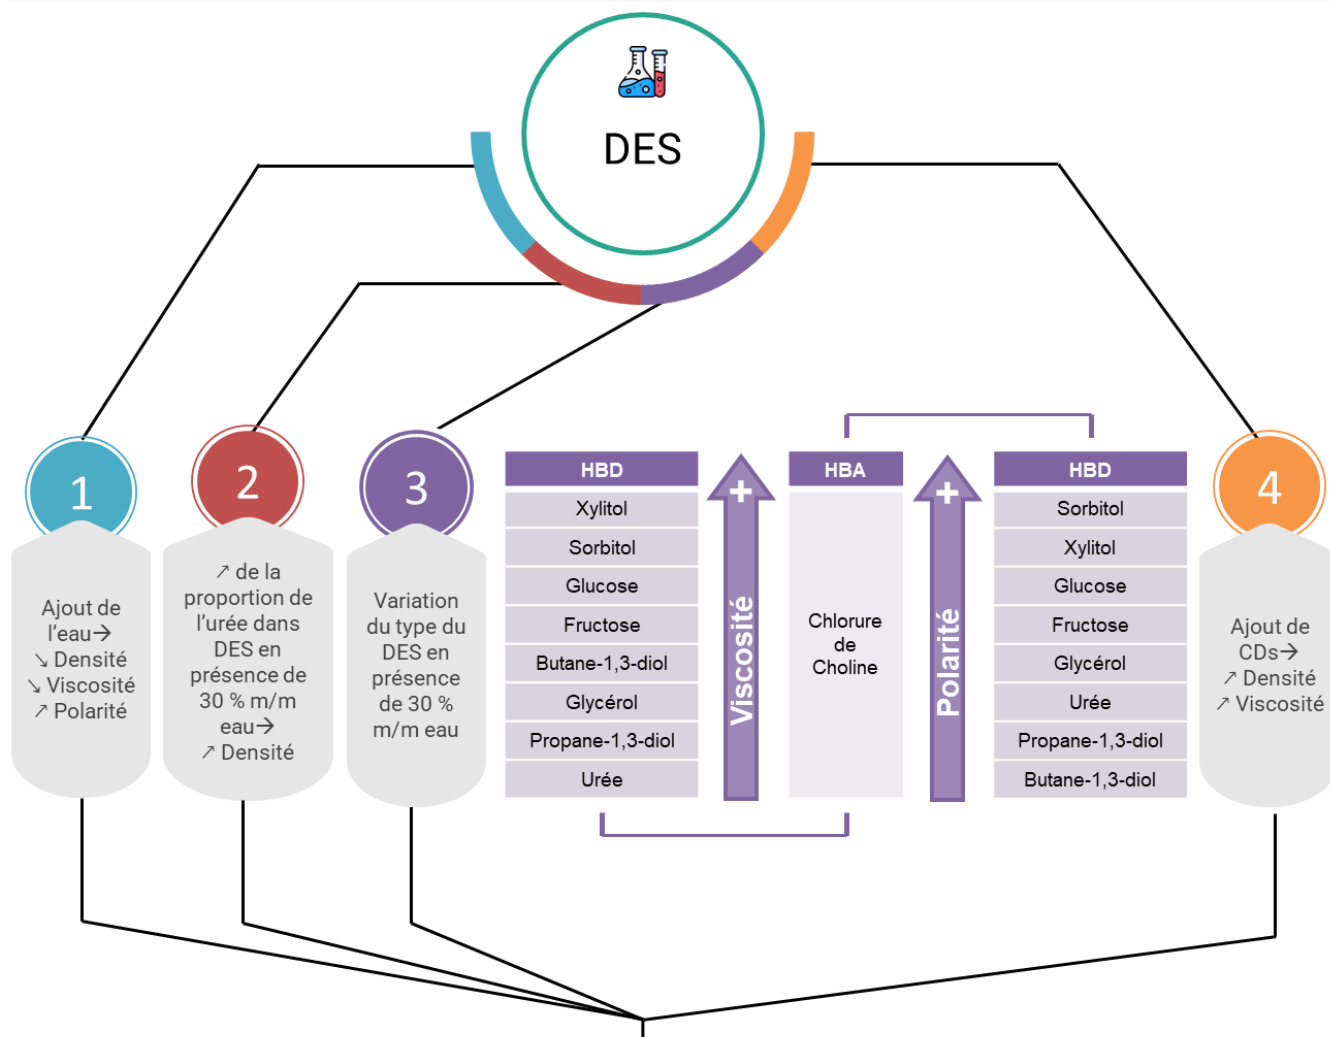 DES
1
Ajout de
l'eau→
↘ Densité
↘ Viscosité
↗ Polarité
2
↗ de la
proportion de
l'urée dans
DES en
présence de
30 % m/m
eau→
↗ Densité
3
Variation
du type du
DES en
présence
de 30 %
m/m eau
HBD
Xylitol
Sorbitol
Glucose
Fructose
Butane-1,3-diol
Glycérol
Propane-1,3-diol
Urée
+
Viscosité
HBA
Chlorure
de
Choline
+
Polarité
HBD
Sorbitol
Xylitol
Glucose
Fructose
Glycérol
Urée
Propane-1,3-diol
Butane-1,3-diol
4
Ajout de
CDs→
↗ Densité
↗ Viscosité